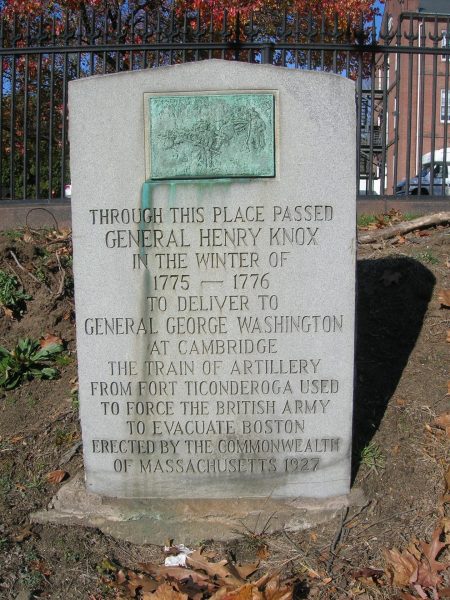 THROUGH THIS PLACE PASSED
GENERAL HENRY KNOX
IN THE WINTER OF
1775 — 1776
TO DELIVER TO
GENERAL GEORGE WASHINGTON
AT CAMBRIDGE
THE TRAIN OF ARTILLERY
FROM FORT TICONDEROGA USED
TO FORCE THE BRITISH ARMY
TO EVACUATE BOSTON
ERECTED BY THE COMMONWEALTH
OF MASSACHUSETTS 1927